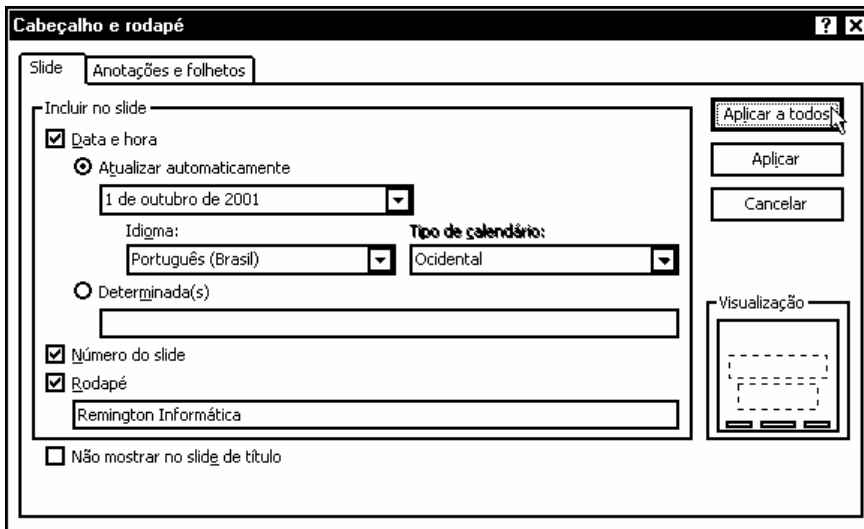 Cabeçalho e rodapé
Slide
Anotações e folhetos
Incluir no slide
Data e hora
Atualizar automaticamente
1 de outubro de 2001
Idioma:
Tipo de calendário:
Português (Brasil)
Ocidental
Determinada(s)
Número do slide
Rodapé
Remington Informática
Não mostrar no slide de título
Aplicar a todos
Aplicar
Cancelar
Visualização